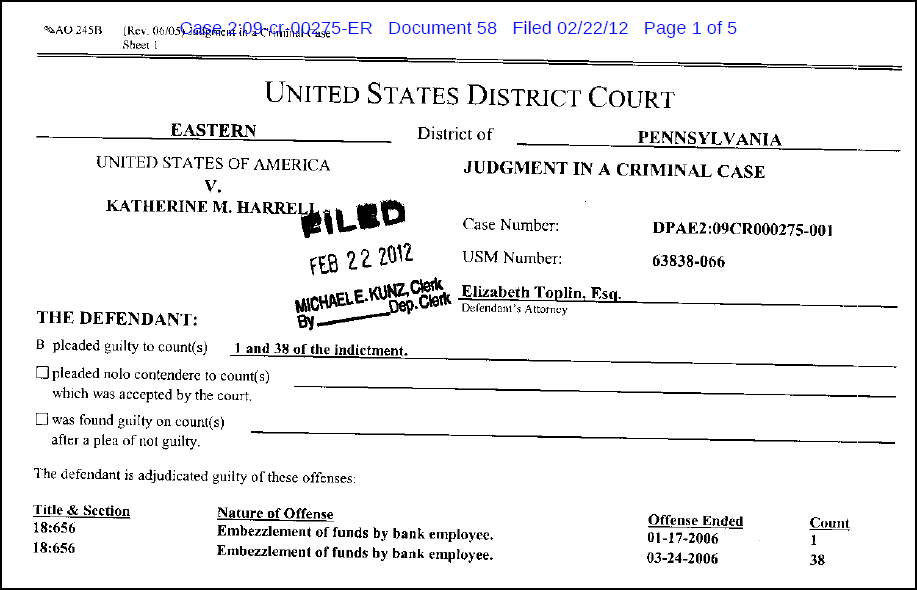 Case 2:09-cr-00275-ER Document 58 Filed 02/22/12 Page 1 of 5
AO 245B (Rev. 06/05) Judgment in a Criminal Case
Sheet 1
UNITED STATES DISTRICT COURT
EASTERN District of PENNSYLVANIA
UNITED STATES OF AMERICA
V.
KATHERINE M. HARRELL
JUDGMENT IN A CRIMINAL CASE
FILED
FEB 22 2012
MICHAEL E. KUNZ, Clerk
By Dep. Clerk
Case Number: DPAE2:09CR000275-001
USM Number: 63838-066
Elizabeth Toplin, Esq.
Defendant's Attorney
THE DEFENDANT:
B pleaded guilty to count(s) 1 and 38 of the indictment.
pleaded nolo contendere to count(s)
which was accepted by the court.
was found guilty on count(s)
after a plea of not guilty.
The defendant is adjudicated guilty of these offenses:
Title & Section Nature of Offense Offense Ended Count
18:656 Embezzlement of funds by bank employee. 01-17-2006 1
18:656 Embezzlement of funds by bank employee. 03-24-2006 38